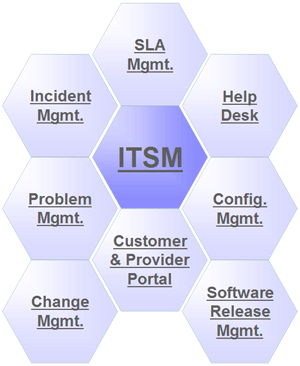 SLA
Mgmt.
Incident
Mgmt.
Help
Desk
ITSM
Problem
Mgmt.
Config.
Mgmt.
Customer
& Provider
Portal
Change
Mgmt.
Software
Release
Mgmt.